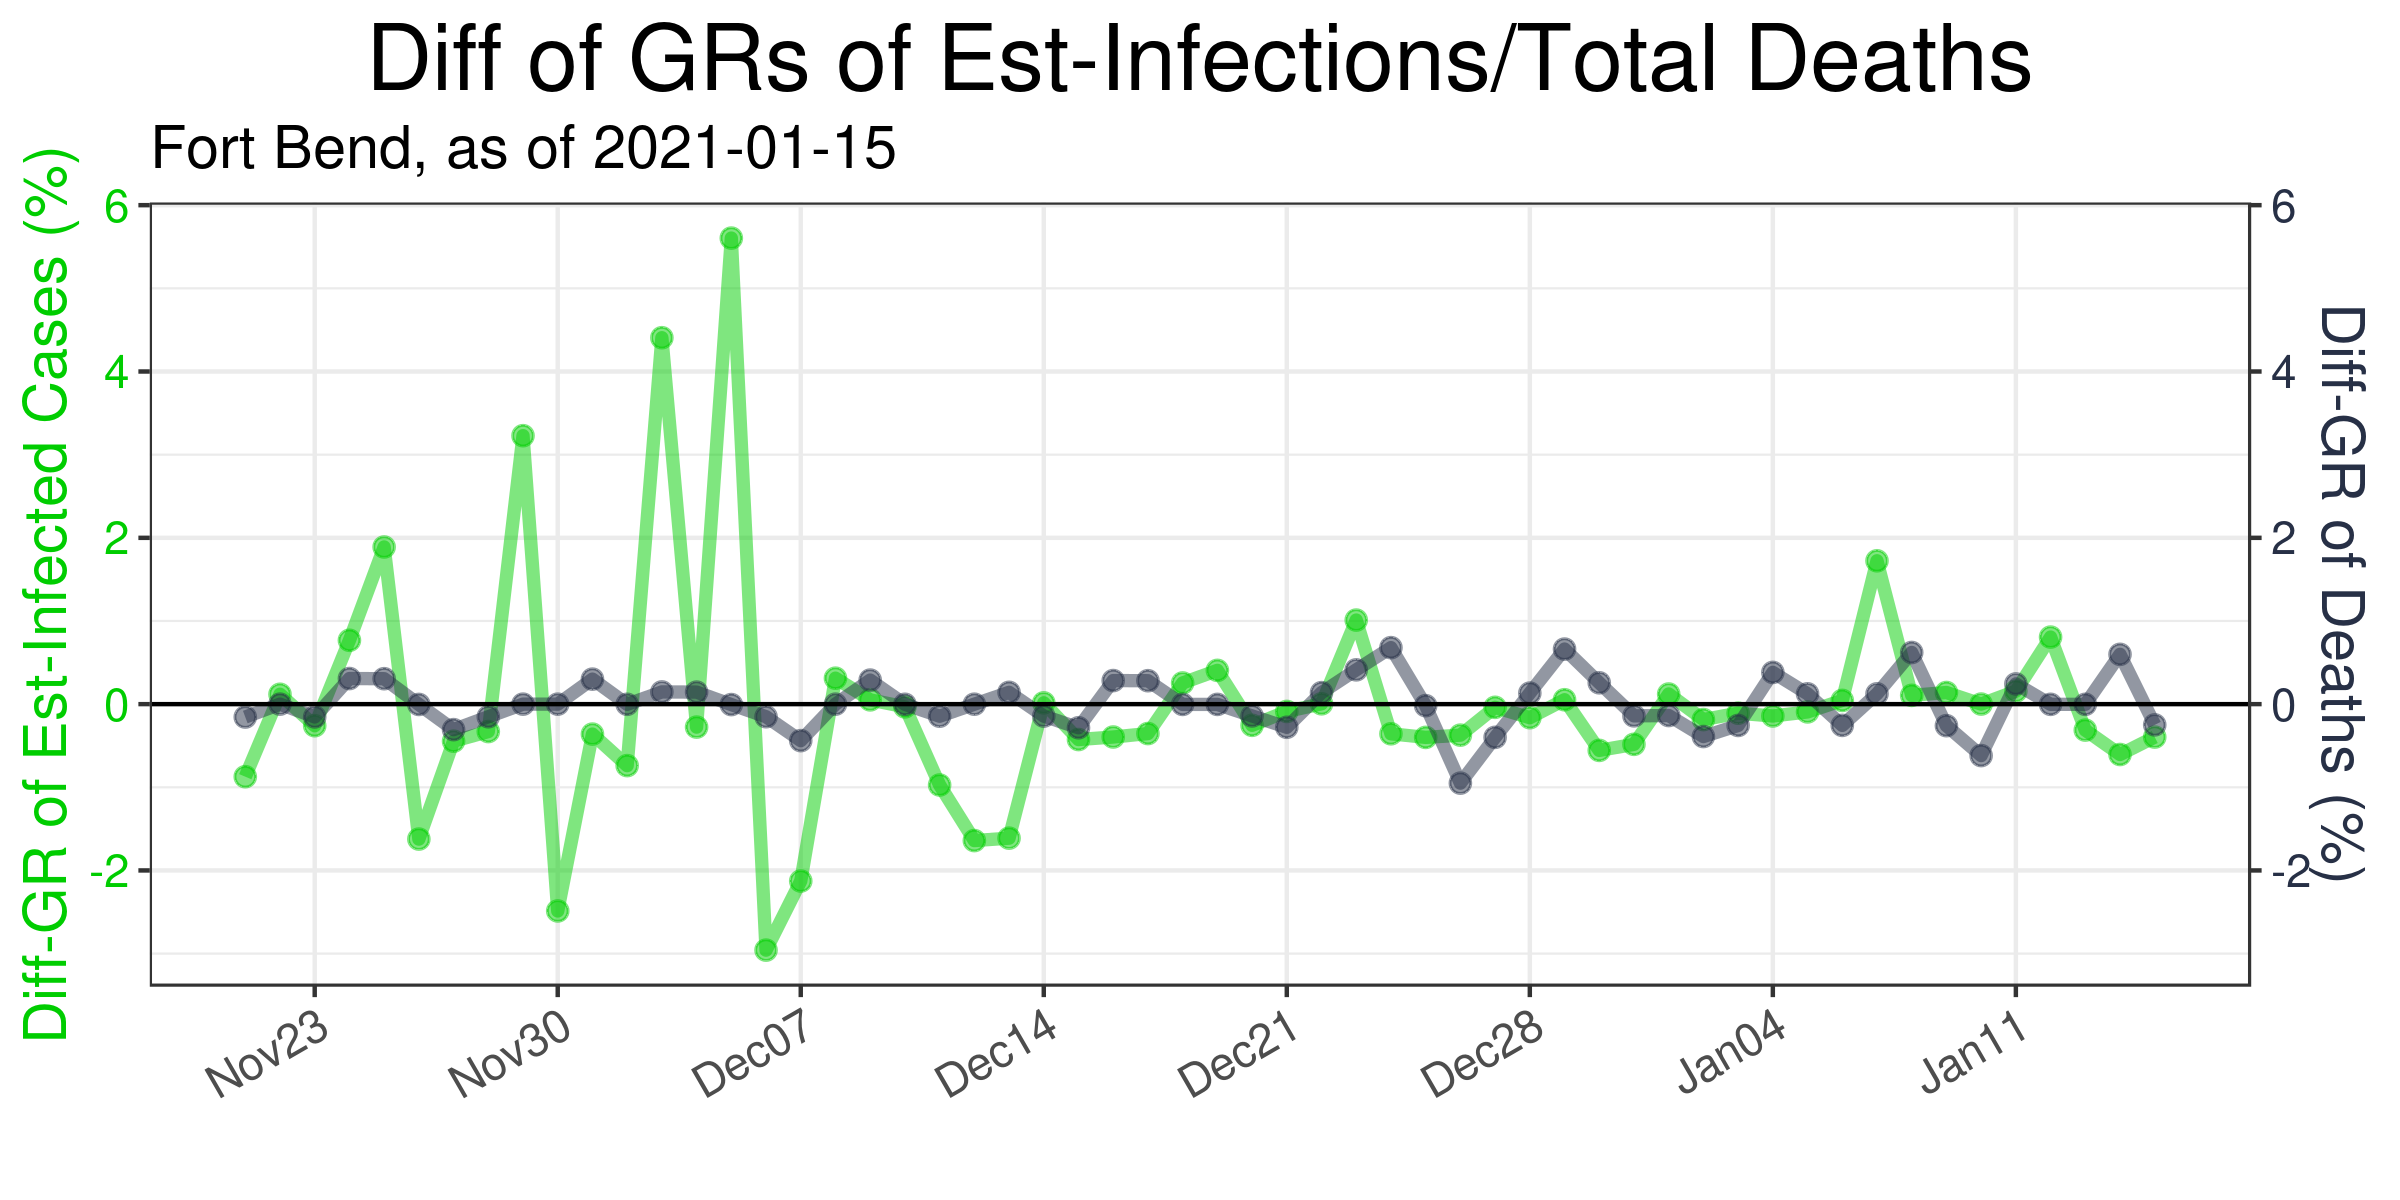 Diff of GRs of Est-Infections/Total Deaths
Fort Bend, as of 2021-01-15
Diff-GR of Est-Infected Cases (%)
6
4
2
0
-2
6
4
2
0
-2
Diff-GR of Deaths (%)
Nov23
Nov30
Dec07
Dec14
Dec21
Dec28
Jan04
Jan11